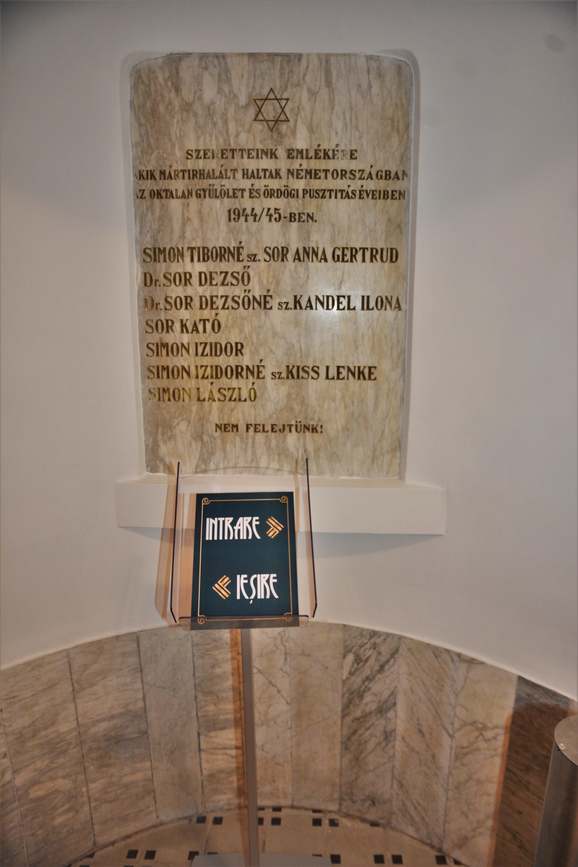 SZERETTEINK EMLÉKÉRE
AKIK MÁRTIRHALÁLT HALTAK NÉMETORSZÁGBAN
AZ OKTALAN GYŰLÖLET ÉS ÖRDÖGI PUSZTITÁS ÉVEIBEN
1944/45-BEN.
SIMON TIBORNÉ SZ. SOR ANNA GERTRUD
Dr. SOR DEZSŐ
Dr. SOR DEZSŐNÉ SZ. KANDEL ILONA
SOR KATÓ
SIMON IZIDOR
SIMON IZIDORNÉ SZ. KISS LENKE
SIMON LÁSZLÓ
NEM FELEJTÜNK!
INTRARE
IEȘIRE